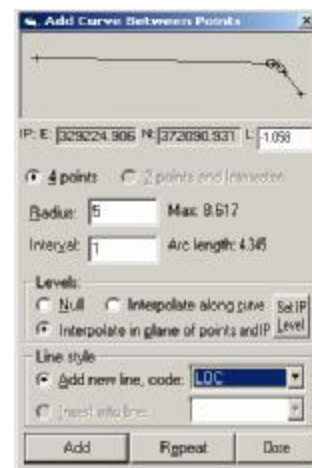 Add Curve Between Points
IP: E: 329224.906 N: 372090.931 L: -1.058
4 points 2 points and Intersection
Radius: 5 Max: 8.617
Interval: 1 Arc length: 4.345
Levels:
Null Interpolate along curve Set IP Level
Interpolate in plane of points and IP
Line style
Add new line, code: LOC
Insert into line:
Add Repeat Close